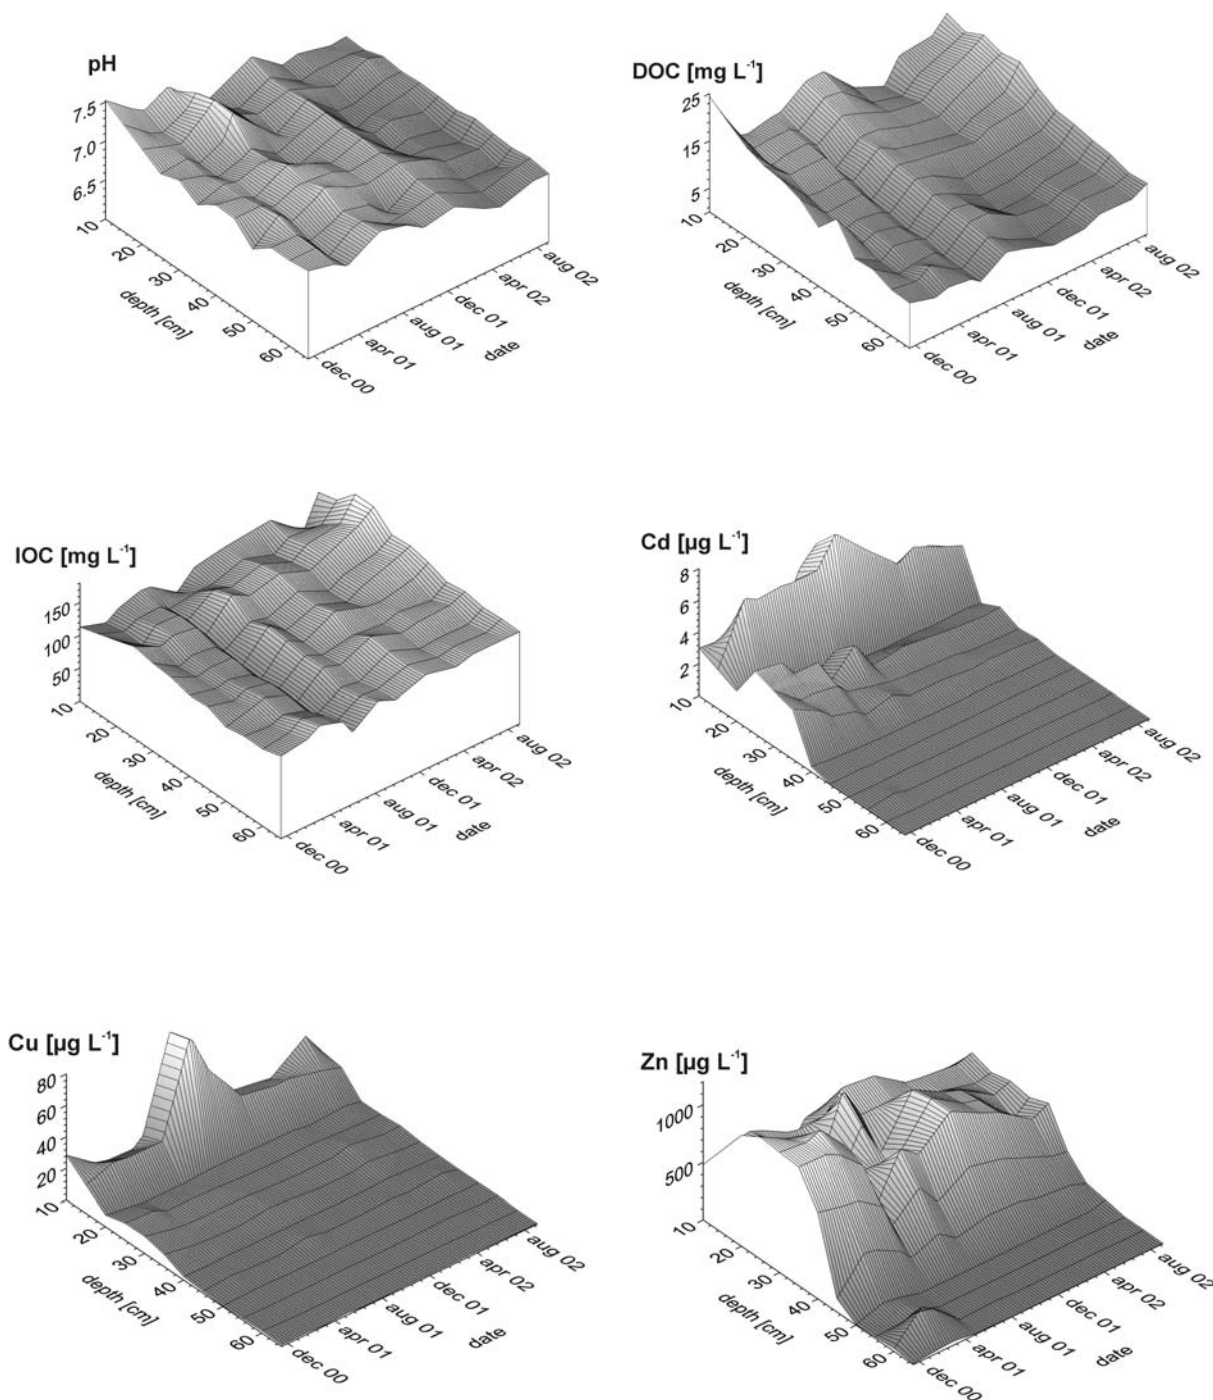 pH
7.5
7.0
6.5
10
20
30
40
50
60
depth [cm]
dec 00
apr 01
aug 01
dec 01
apr 02
aug 02
date
DOC [mg L-1]
25
15
5
10
20
30
40
50
60
depth [cm]
dec 00
apr 01
aug 01
dec 01
apr 02
aug 02
date
IOC [mg L-1]
150
100
50
10
20
30
40
50
60
depth [cm]
dec 00
apr 01
aug 01
dec 01
apr 02
aug 02
date
Cd [µg L-1]
8
6
4
2
10
20
30
40
50
60
depth [cm]
dec 00
apr 01
aug 01
dec 01
apr 02
aug 02
date
Cu [µg L-1]
80
60
40
20
10
20
30
40
50
60
depth [cm]
dec 00
apr 01
aug 01
dec 01
apr 02
aug 02
date
Zn [µg L-1]
1000
500
10
20
30
40
50
60
depth [cm]
dec 00
apr 01
aug 01
dec 01
apr 02
aug 02
date